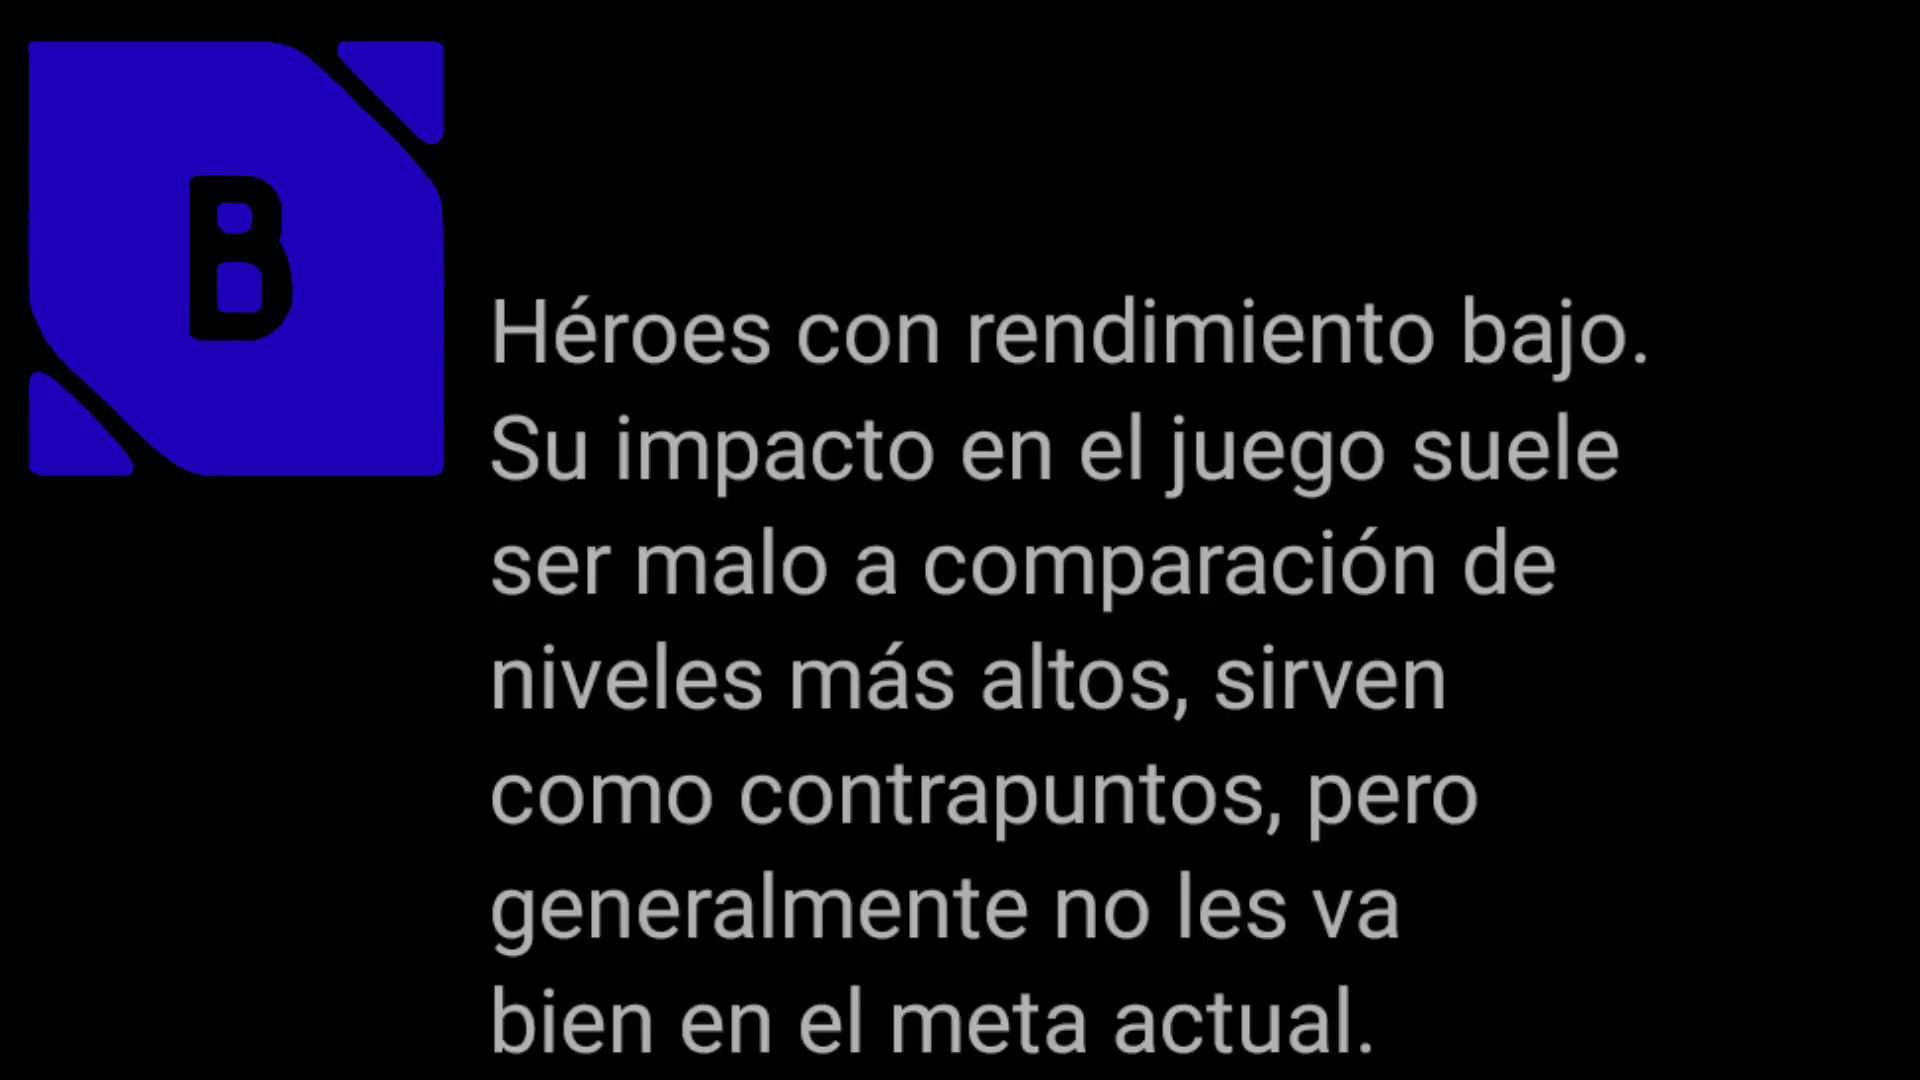 B
Héroes con rendimiento bajo.
Su impacto en el juego suele
ser malo a comparación de
niveles más altos, sirven
como contrapuntos, pero
generalmente no les va
bien en el meta actual.